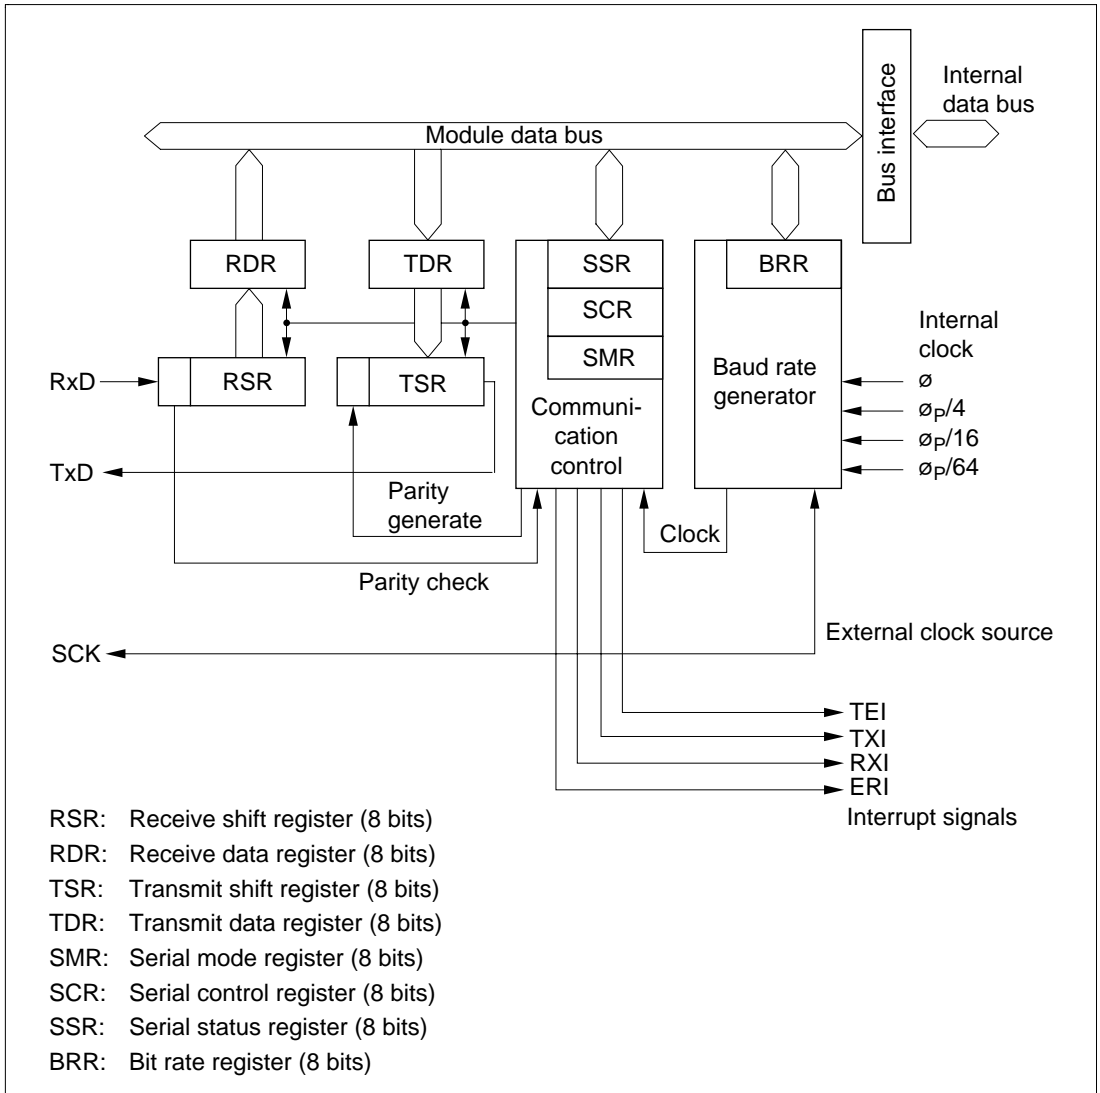 Internal
data bus
Bus interface
Module data bus
RDR
TDR
SSR
BRR
SCR
SMR
Internal
clock
RxD
RSR
TSR
Baud rate
generator
ø
øP/4
øP/16
øP/64
Communi-
cation
control
TxD
Parity
generate
Clock
Parity check
External clock source
SCK
TEI
TXI
RXI
ERI
Interrupt signals
RSR: Receive shift register (8 bits)
RDR: Receive data register (8 bits)
TSR: Transmit shift register (8 bits)
TDR: Transmit data register (8 bits)
SMR: Serial mode register (8 bits)
SCR: Serial control register (8 bits)
SSR: Serial status register (8 bits)
BRR: Bit rate register (8 bits)